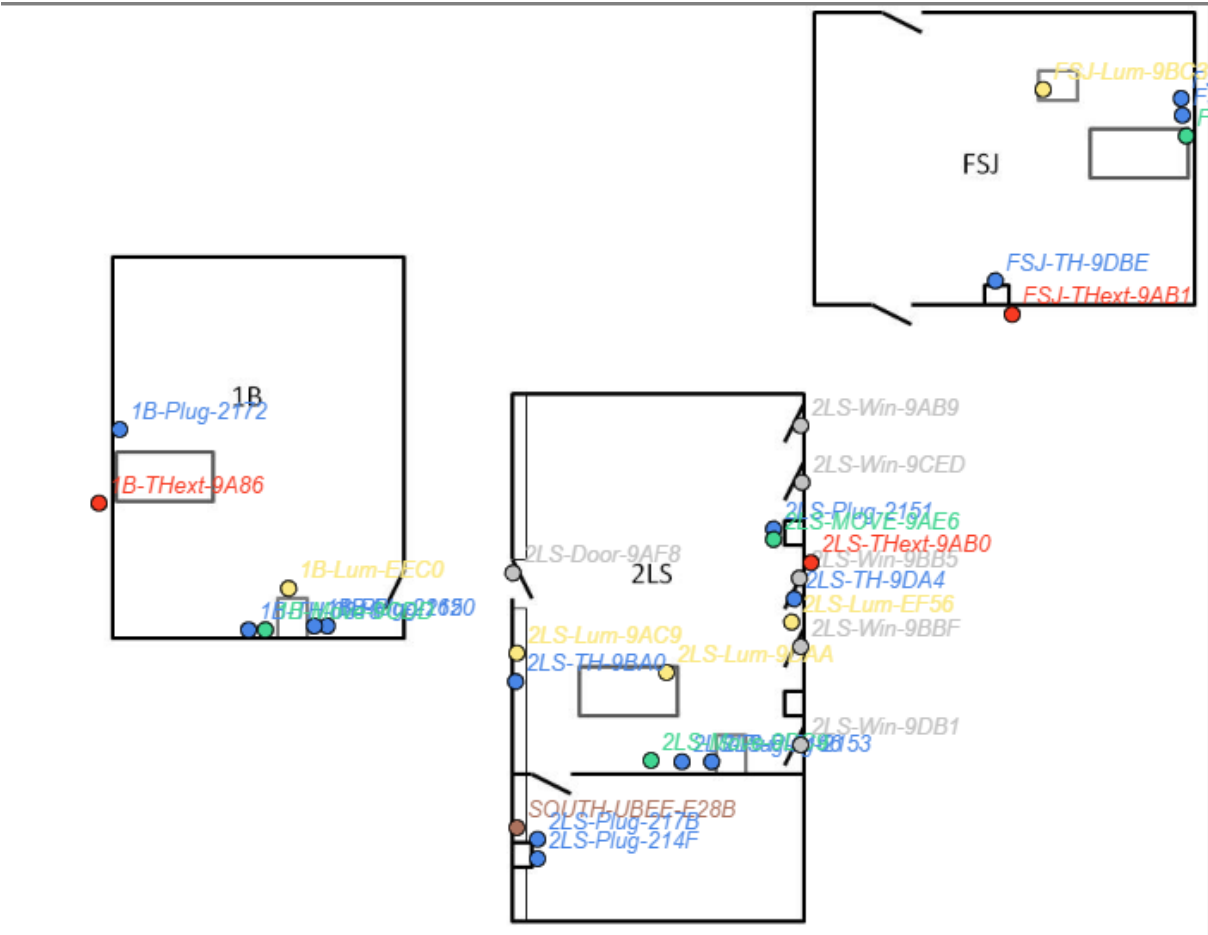 FSJ-Lum-9BC3
FSJ
FSJ-TH-9DBE
FSJ-THext-9AB1
1B
1B-Plug-2172
1B-THext-9A86
1B-Lum-EEC0
2LS-Win-9AB9
2LS-Win-9CED
2LS-Plug-2151
2LS-MOVE-9AE6
2LS-THext-9AB0
2LS-Door-9AF8
2LS-Win-9BB5
2LS
2LS-TH-9DA4
2LS-Lum-EF56
2LS-Win-9BBF
2LS-Lum-9AC9
2LS-TH-9BA0
2LS-Win-9DB1
SOUTH-UBEE-E28B
2LS-Plug-217B
2LS-Plug-214F